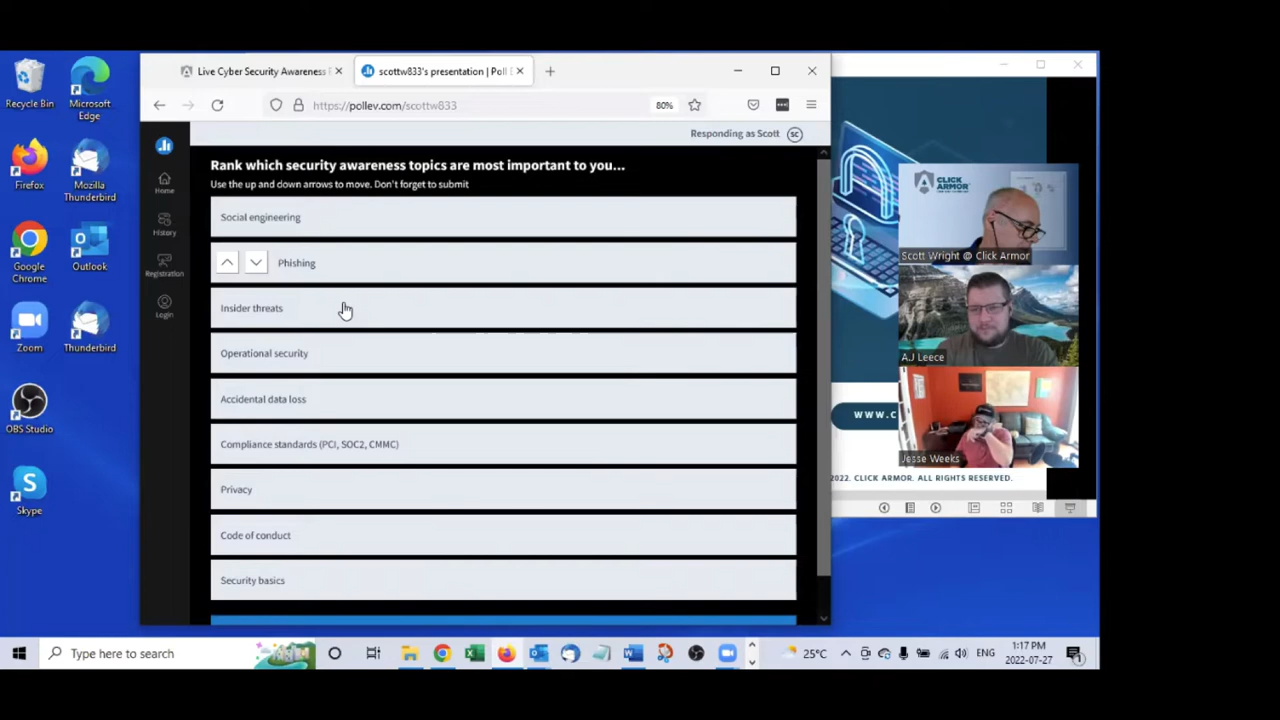 Recycle Bin
Microsoft Edge
Firefox
Mozilla Thunderbird
Google Chrome
Outlook
Zoom
Thunderbird
OBS Studio
Skype
Live Cyber Security Awareness
scottw833's presentation | Poll E
https://pollev.com/scottw833
80%
Responding as Scott
SC
Home
History
Registration
Login
Rank which security awareness topics are most important to you...
Use the up and down arrows to move. Don't forget to submit
Social engineering
Phishing
Insider threats
Operational security
Accidental data loss
Compliance standards (PCI, SOC2, CMMC)
Privacy
Code of conduct
Security basics
CLICK
ARMOR
Scott Wright @ Click Armor
A.J Leece
Jesse Weeks
WWW.C
2022. CLICK ARMOR. ALL RIGHTS RESERVED.
Type here to search
25°C
ENG
1:17 PM
2022-07-27
1